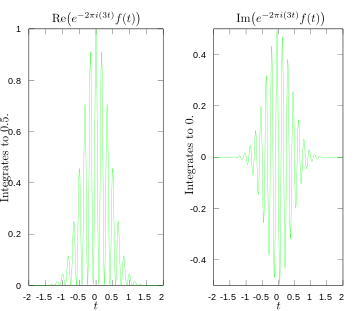 Re(e^{-2πi(3t)}f(t))
1
0.8
0.6
0.4
0.2
0
Integrates to 0.5.
-2 -1.5 -1 -0.5 0 0.5 1 1.5 2
t
Im(e^{-2πi(3t)}f(t))
0.4
0.2
0
-0.2
-0.4
Integrates to 0.
-2 -1.5 -1 -0.5 0 0.5 1 1.5 2
t